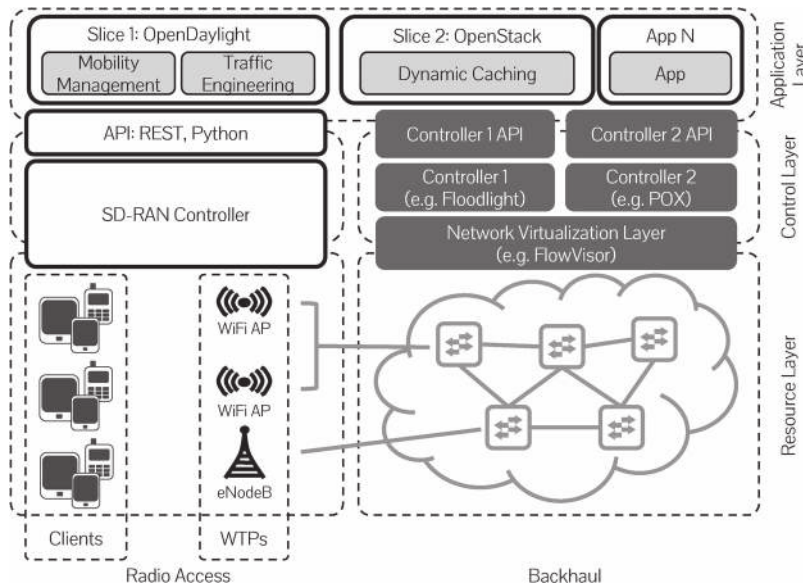 Slice 1: OpenDaylight
Mobility
Management
Traffic
Engineering
Slice 2: OpenStack
Dynamic Caching
App N
App
Application
Layer
API: REST, Python
SD-RAN Controller
Controller 1 API
Controller 2 API
Controller 1
(e.g. Floodlight)
Controller 2
(e.g. POX)
Network Virtualization Layer
(e.g. FlowVisor)
Control Layer
WiFi AP
WiFi AP
eNodeB
Resource Layer
Clients
WTPs
Radio Access
Backhaul